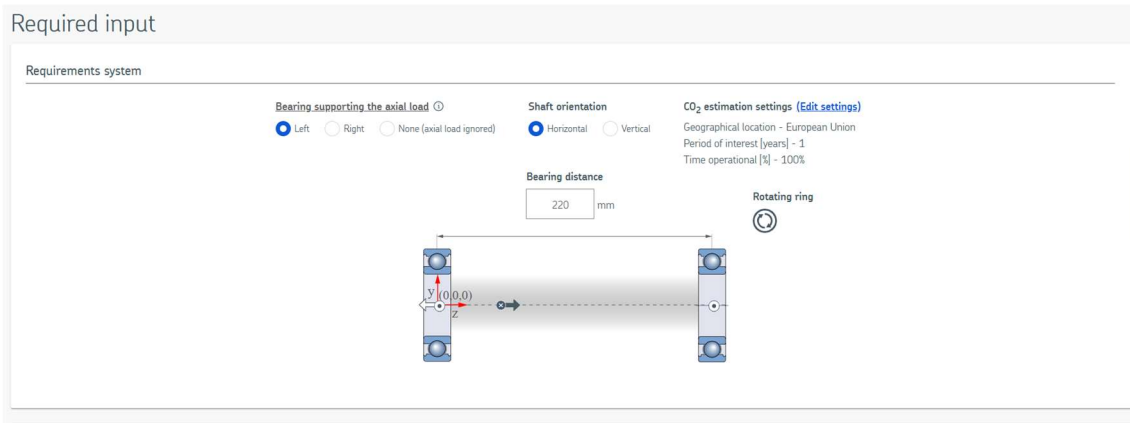 Required input
Requirements system
Bearing supporting the axial load ⓘ
Left Right None (axial load ignored)
Shaft orientation
Horizontal Vertical
CO₂ estimation settings (Edit settings)
Geographical location - European Union
Period of interest [years] - 1
Time operational [%] - 100%
Bearing distance
220 mm
Rotating ring
y (0,0,0)
z